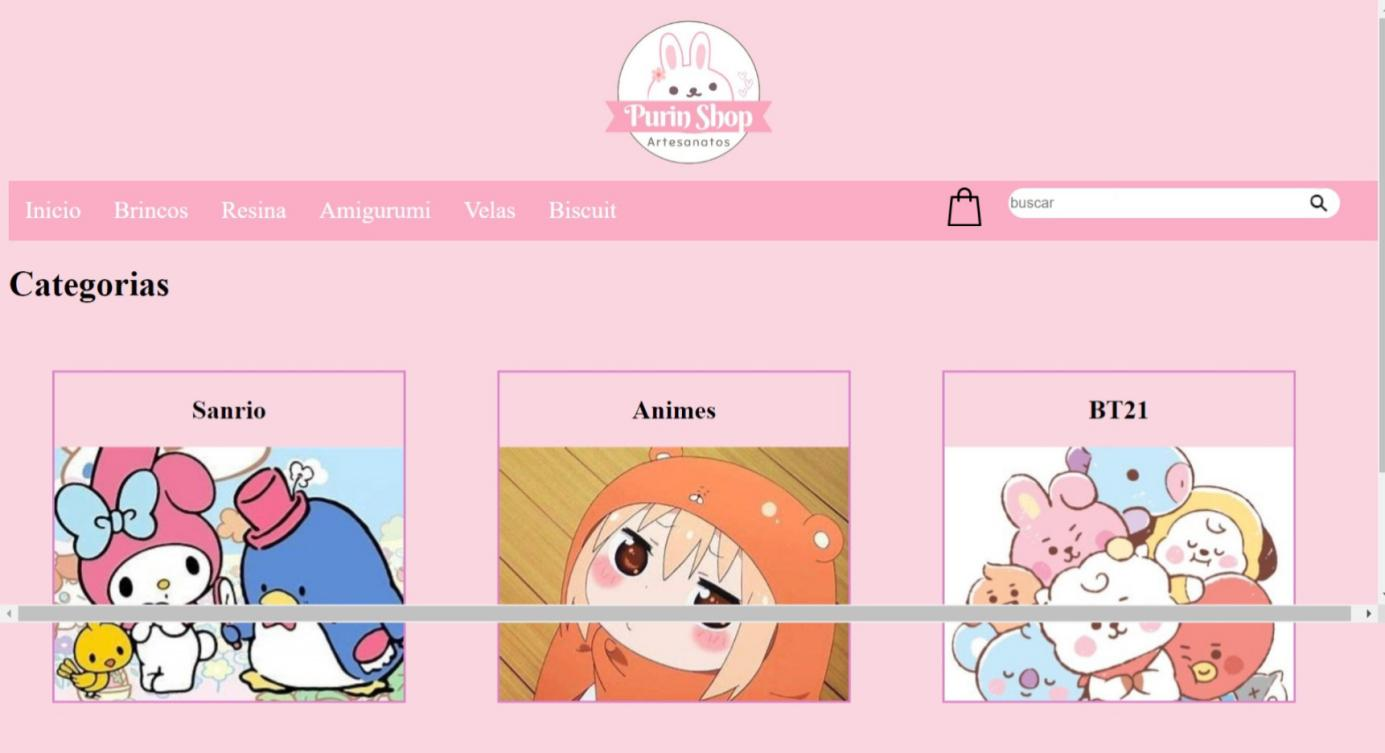 Purin Shop
Artesanatos
Inicio Brincos Resina Amigurumi Velas Biscuit buscar
Categorias
Sanrio Animes BT21